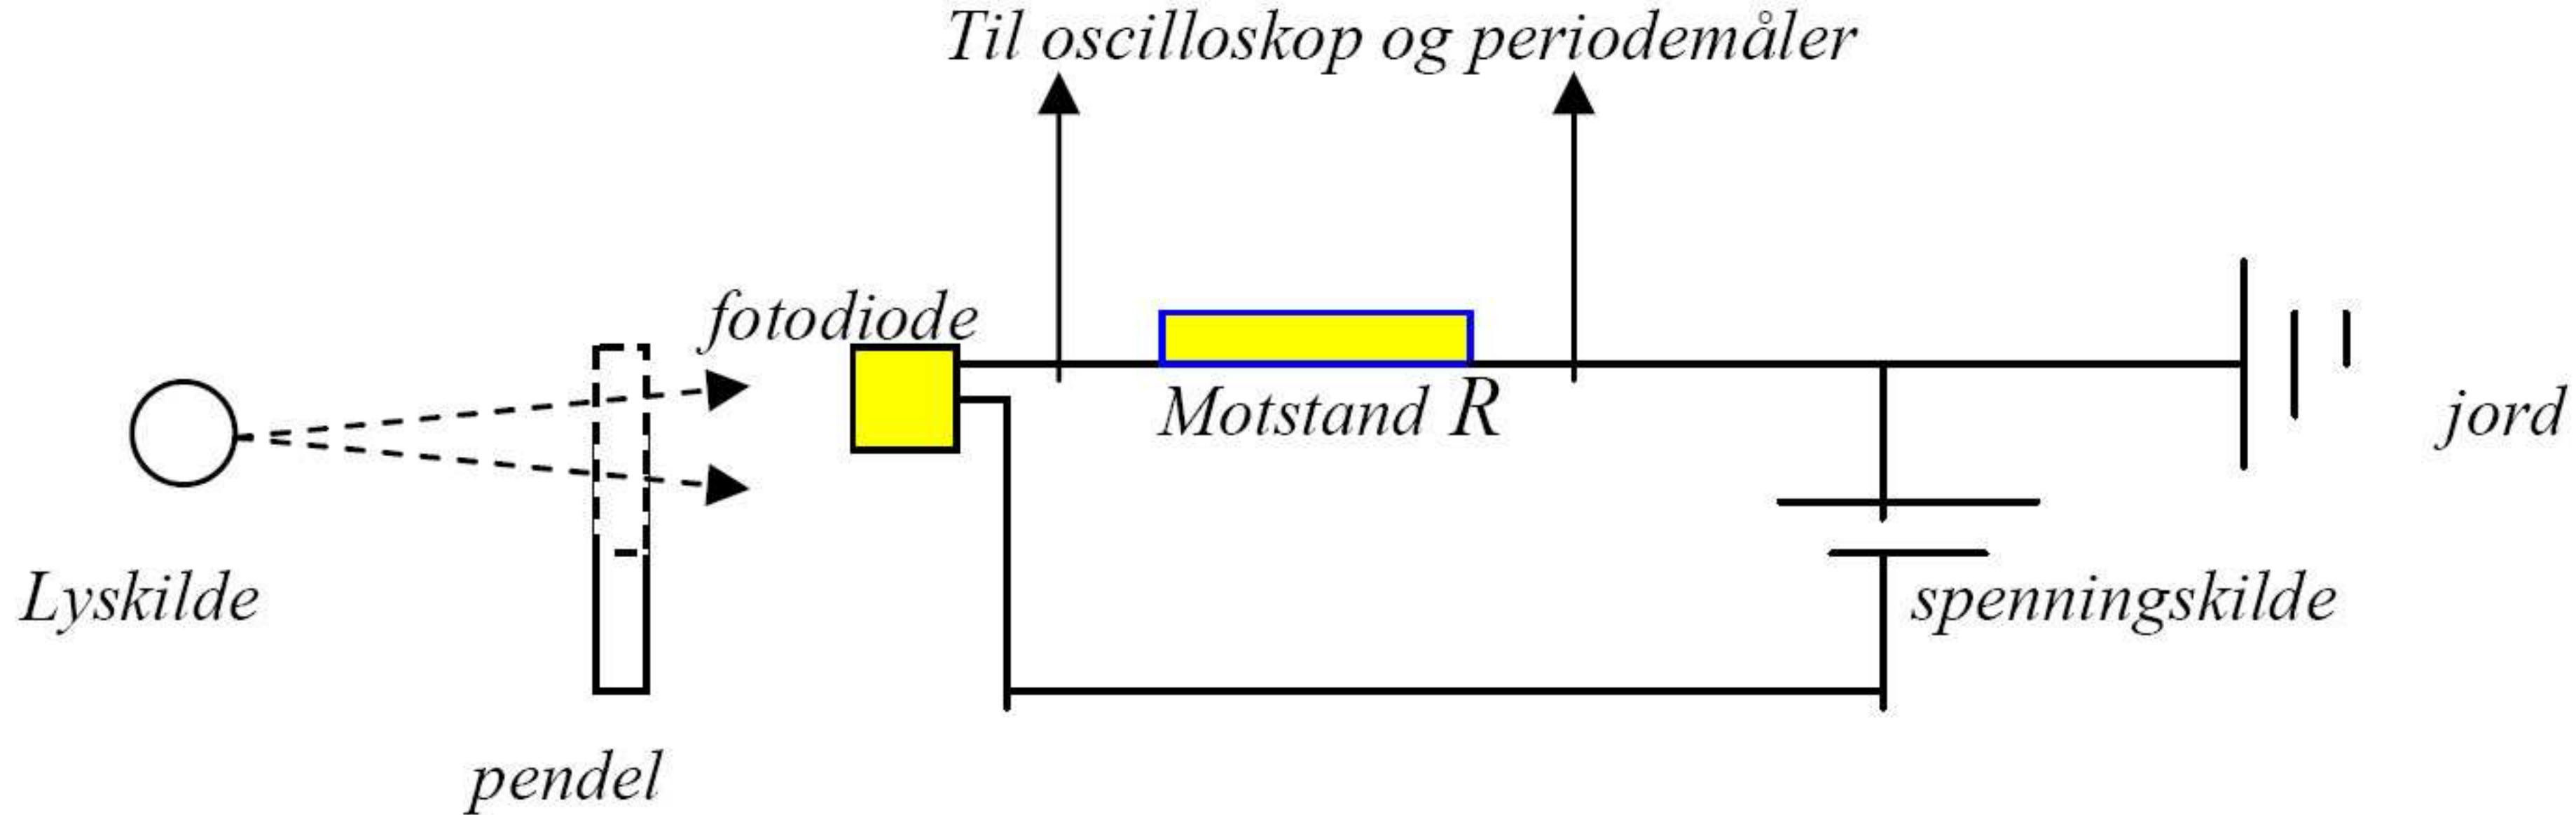 Til oscilloskop og periodemåler
fotodiode
Motstand R
jord
Lyskilde
spenningskilde
pendel